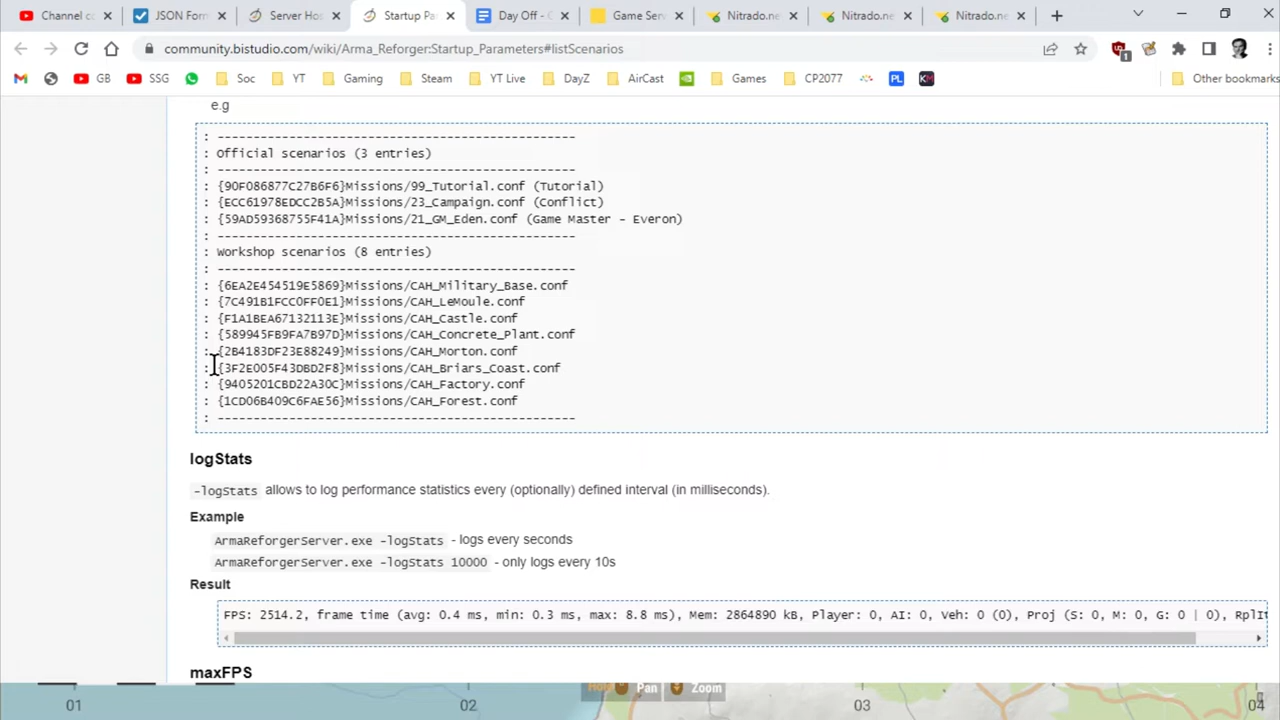 Channel co
JSON Form
Server Hos
Startup Pa
Day Off - G
Game Serv
Nitrado.ne
Nitrado.ne
Nitrado.ne
community.bistudio.com/wiki/Arma_Reforger:Startup_Parameters#listScenarios
1
GB
SSG
Soc
YT
Gaming
Steam
YT Live
DayZ
AirCast
Games
PL
CP2077
KM
Other bookmarks
e.g
: --------------------------------------------------
: Official scenarios (3 entries)
: --------------------------------------------------
: {90F086877C27B6F6}Missions/99_Tutorial.conf (Tutorial)
: {ECC61978EDCC2B5A}Missions/23_Campaign.conf (Conflict)
: {59AD59368755F41A}Missions/21_GM_Eden.conf (Game Master - Everon)
: --------------------------------------------------
: Workshop scenarios (8 entries)
: --------------------------------------------------
: {6EA2E454519E5869}Missions/CAH_Military_Base.conf
: {7C491B1FCC0FF0E1}Missions/CAH_LeMoule.conf
: {F1A1BEA67132113E}Missions/CAH_Castle.conf
: {589945FB9FA7B97D}Missions/CAH_Concrete_Plant.conf
: {2B4183DF23E88249}Missions/CAH_Morton.conf
: {3F2E005F43DBD2F8}Missions/CAH_Briars_Coast.conf
: {9405201CBD22A30C}Missions/CAH_Factory.conf
: {1CD06B409C6FAE56}Missions/CAH_Forest.conf
: --------------------------------------------------
logStats
-logStats allows to log performance statistics every (optionally) defined interval (in milliseconds).
Example
ArmaReforgerServer.exe -logStats - logs every seconds
ArmaReforgerServer.exe -logStats 10000 - only logs every 10s
Result
FPS: 2514.2, frame time (avg: 0.4 ms, min: 0.3 ms, max: 8.8 ms), Mem: 2864890 kB, Player: 0, AI: 0, Veh: 0 (0), Proj (S: 0, M: 0, G: 0 | 0), RplIt
maxFPS
Hold Pan Zoom
01 02 03 04